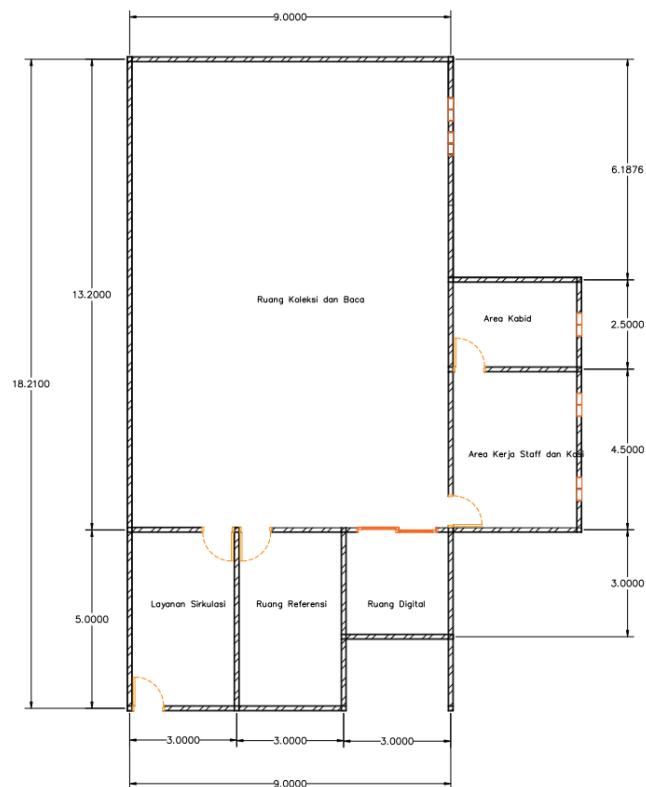 9.0000
6.1876
13.2000
Ruang Koleksi dan Baca
Area Kabid
2.5000
18.2100
4.5000
Area Kerja Staff dan Kasi
3.0000
Layanan Sirkulasi
Ruang Referensi
Ruang Digital
5.0000
3.0000
3.0000
3.0000
9.0000